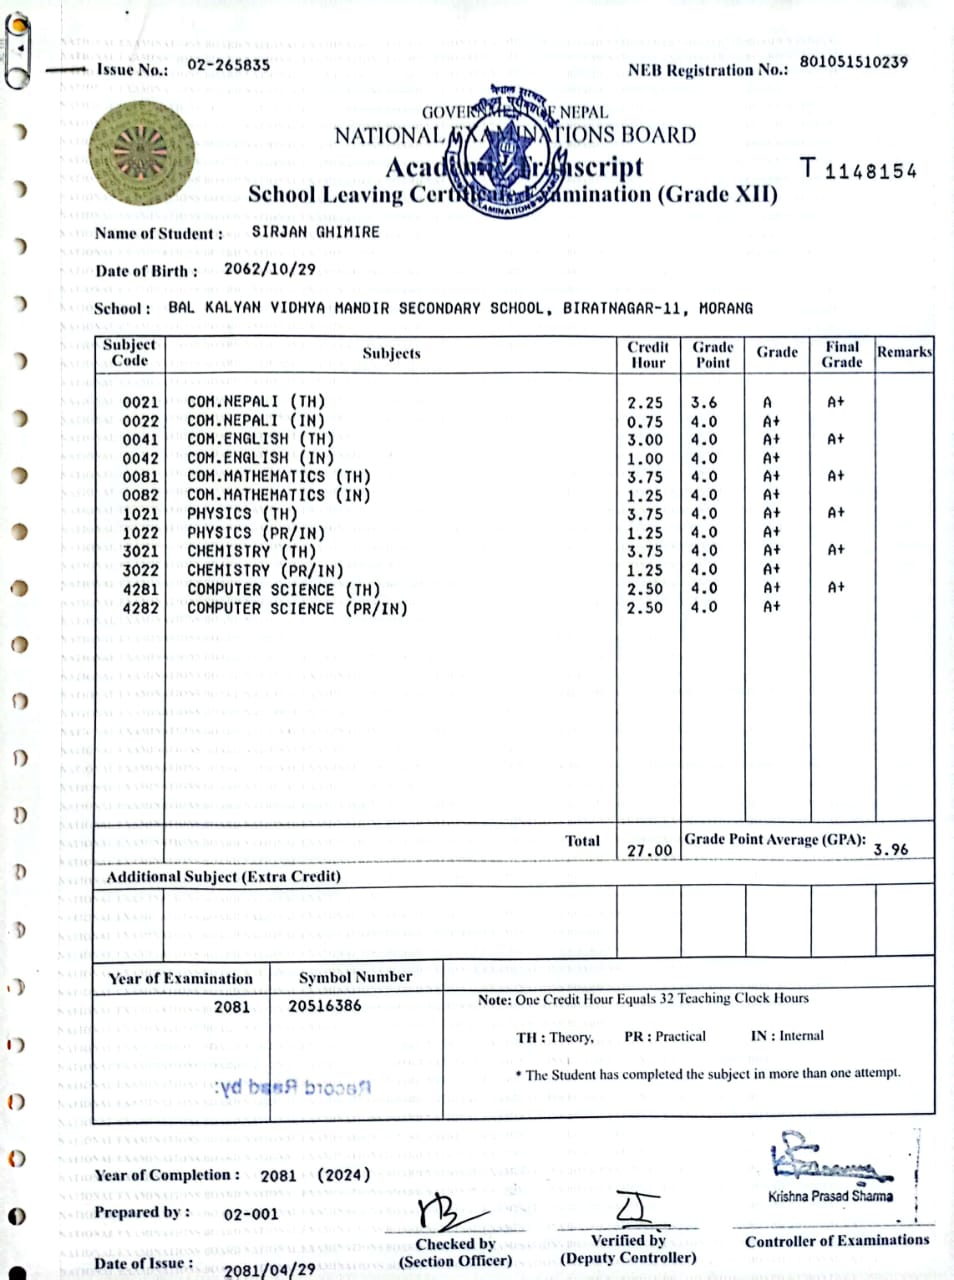 Issue No.: 02-265835
NEB Registration No.: 801051510239
नेपाल सरकार
GOVERNMENT OF NEPAL
NATIONAL EXAMINATIONS BOARD
Academic Transcript
T 1148154
School Leaving Certificate Examination (Grade XII)
Name of Student : SIRJAN GHIMIRE
Date of Birth : 2062/10/29
School : BAL KALYAN VIDHYA MANDIR SECONDARY SCHOOL, BIRATNAGAR-11, MORANG
Subject Code Subjects Credit Hour Grade Point Grade Final Grade Remarks
0021 COM.NEPALI (TH) 2.25 3.6 A A+
0022 COM.NEPALI (IN) 0.75 4.0 A+
0041 COM.ENGLISH (TH) 3.00 4.0 A+ A+
0042 COM.ENGLISH (IN) 1.00 4.0 A+
0081 COM.MATHEMATICS (TH) 3.75 4.0 A+ A+
0082 COM.MATHEMATICS (IN) 1.25 4.0 A+
1021 PHYSICS (TH) 3.75 4.0 A+ A+
1022 PHYSICS (PR/IN) 1.25 4.0 A+
3021 CHEMISTRY (TH) 3.75 4.0 A+ A+
3022 CHEMISTRY (PR/IN) 1.25 4.0 A+
4281 COMPUTER SCIENCE (TH) 2.50 4.0 A+ A+
4282 COMPUTER SCIENCE (PR/IN) 2.50 4.0 A+
Total 27.00 Grade Point Average (GPA): 3.96
Additional Subject (Extra Credit)
Year of Examination Symbol Number
2081 20516386
Note: One Credit Hour Equals 32 Teaching Clock Hours
TH : Theory, PR : Practical IN : Internal
* The Student has completed the subject in more than one attempt.
Record Read by:
Year of Completion : 2081 (2024)
Krishna Prasad Sharma
Prepared by : 02-001
Checked by
(Section Officer)
Verified by
(Deputy Controller)
Controller of Examinations
Date of Issue : 2081/04/29